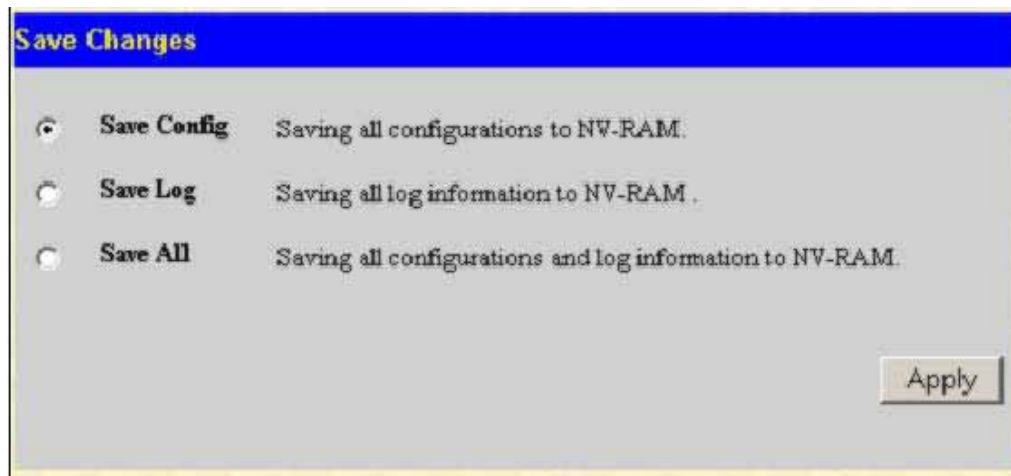 Save Changes
Save Config Saving all configurations to NV-RAM.
Save Log Saving all log information to NV-RAM .
Save All Saving all configurations and log information to NV-RAM.
Apply